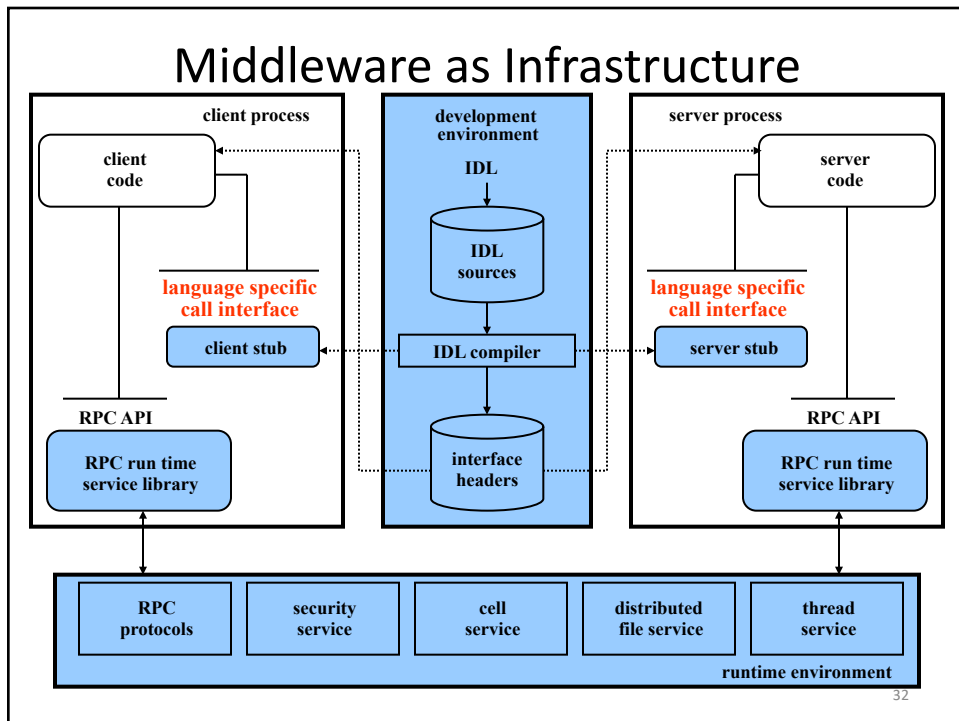 Middleware as Infrastructure
client process
client
code
language specific
call interface
client stub
RPC API
RPC run time
service library
development
environment
IDL
IDL
sources
IDL compiler
interface
headers
server process
server
code
language specific
call interface
server stub
RPC API
RPC run time
service library
RPC
protocols
security
service
cell
service
distributed
file service
thread
service
runtime environment
32